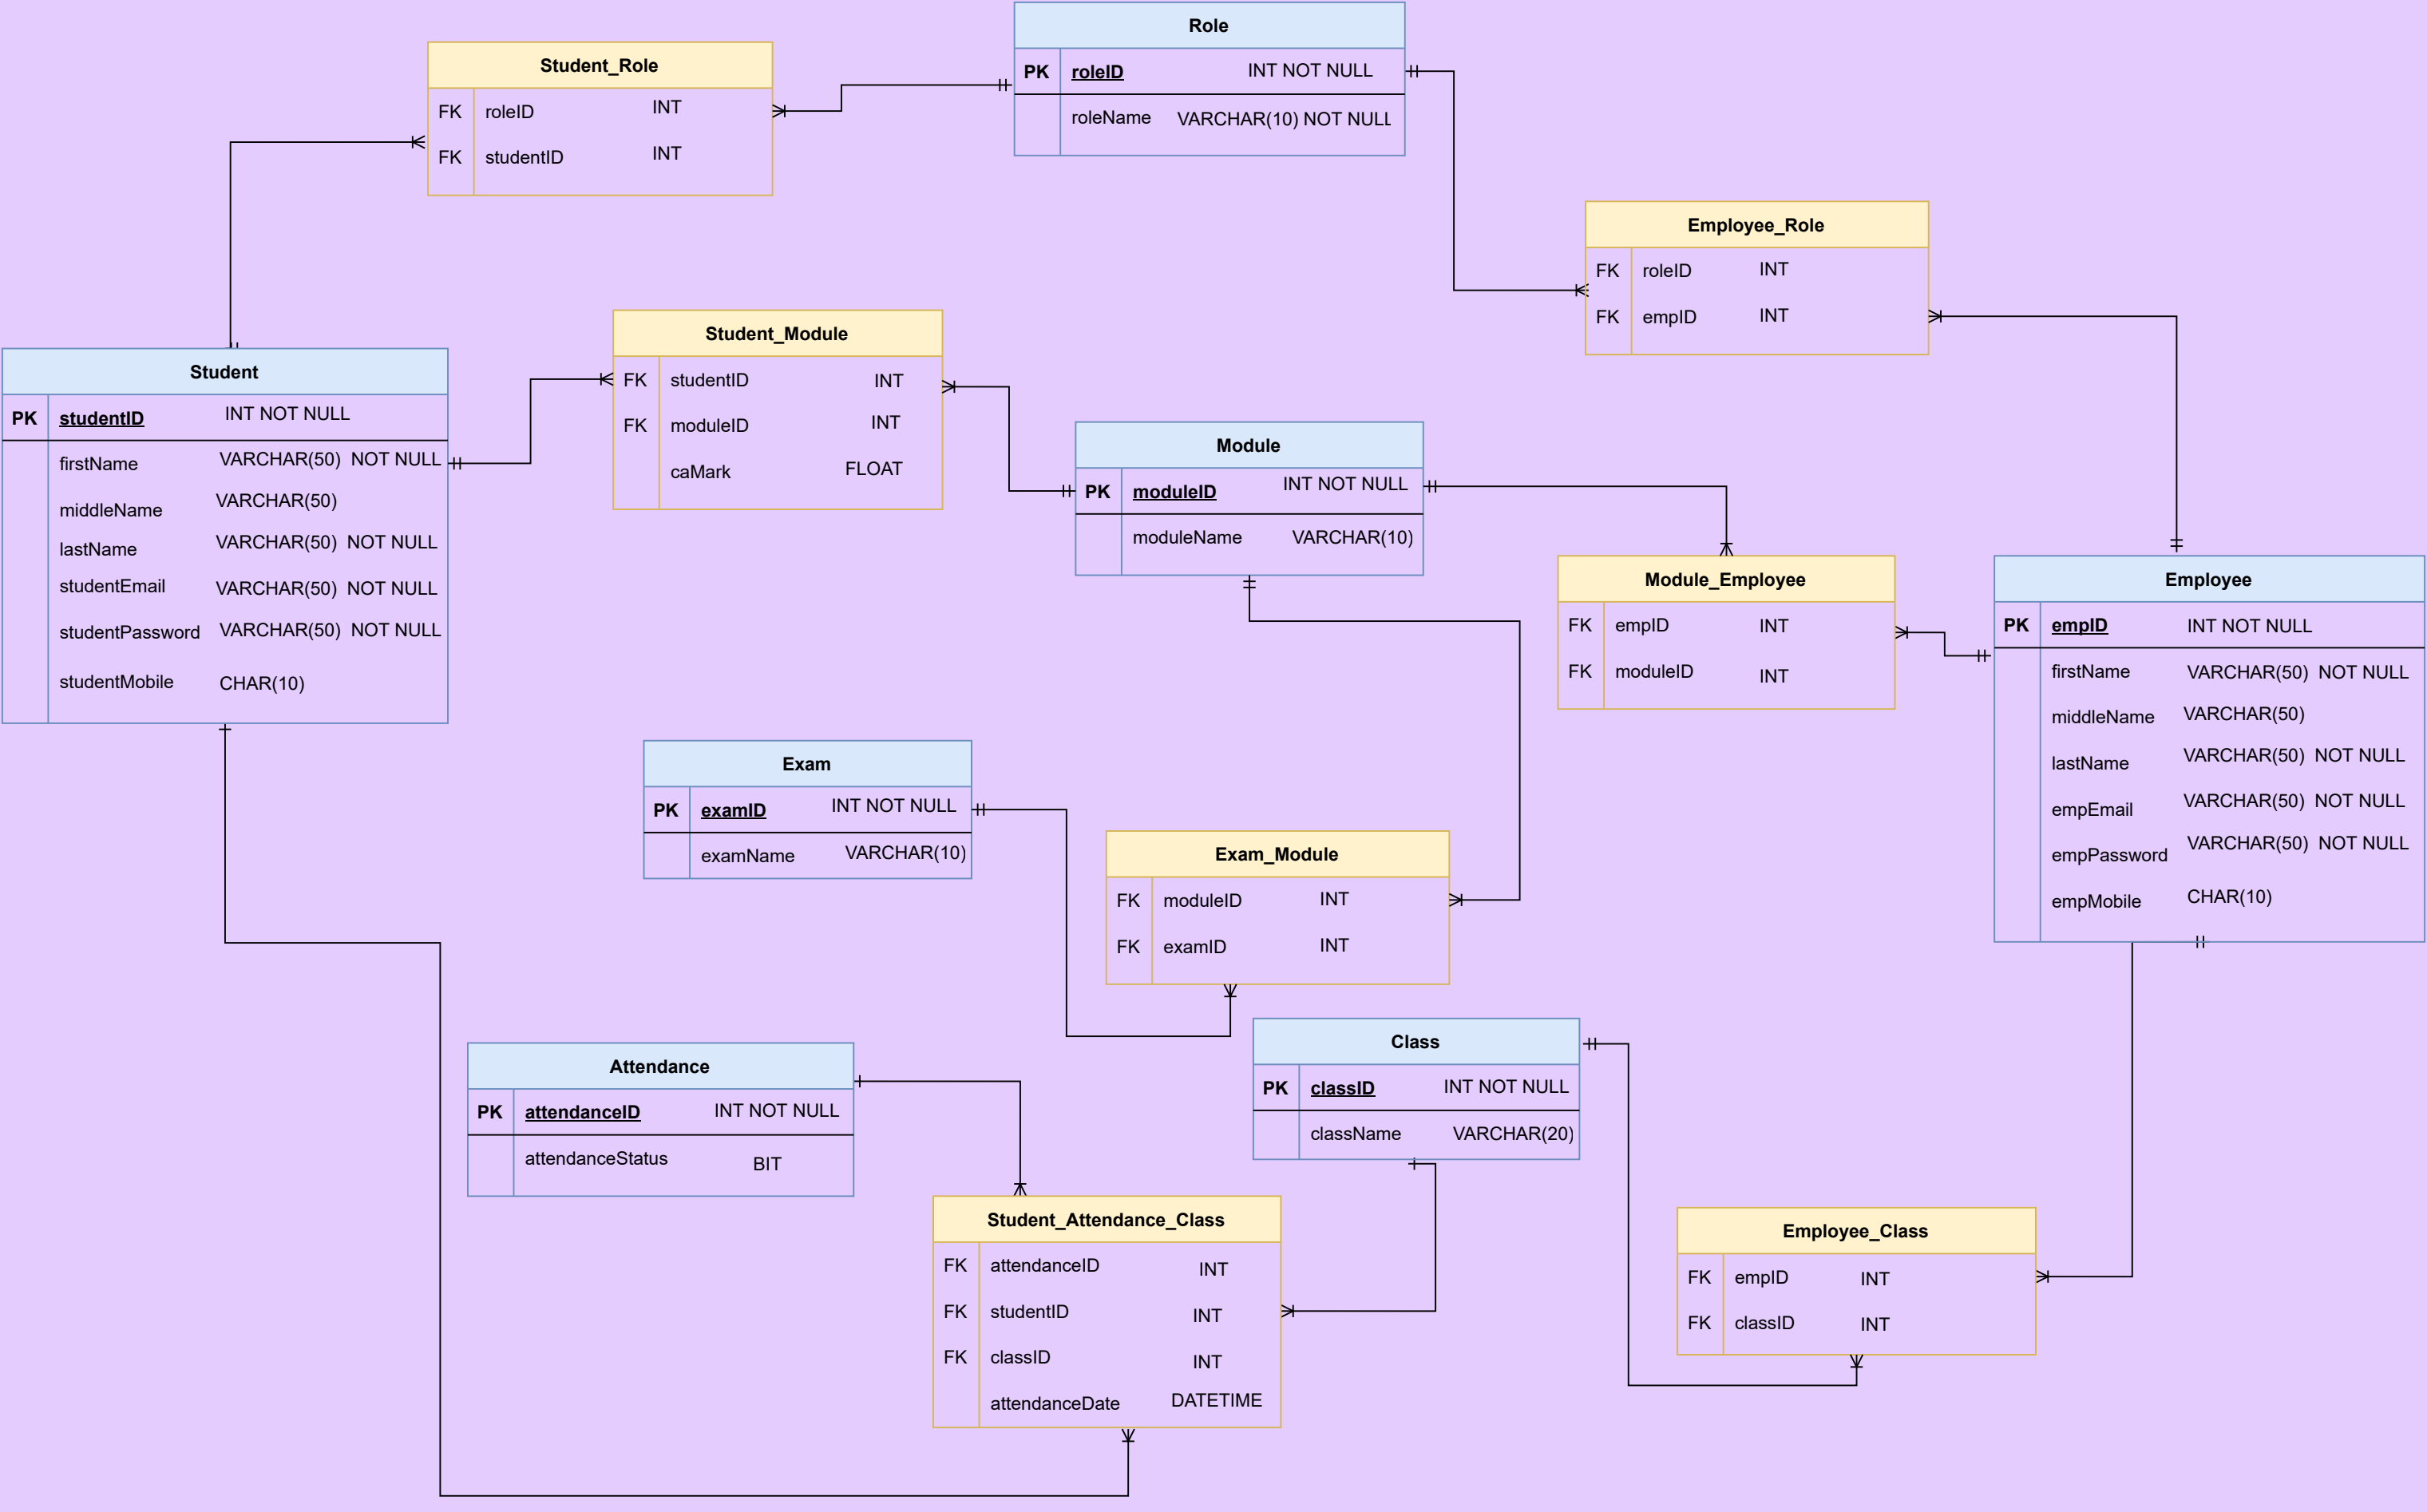 Role
PK roleID INT NOT NULL
roleName VARCHAR(10) NOT NULL
Student_Role
FK roleID INT
FK studentID INT
Employee_Role
FK roleID INT
FK empID INT
Student_Module
FK studentID INT
FK moduleID INT
caMark FLOAT
Student
PK studentID INT NOT NULL
firstName VARCHAR(50) NOT NULL
middleName VARCHAR(50)
lastName VARCHAR(50) NOT NULL
studentEmail VARCHAR(50) NOT NULL
studentPassword VARCHAR(50) NOT NULL
studentMobile CHAR(10)
Module
PK moduleID INT NOT NULL
moduleName VARCHAR(10)
Module_Employee
FK empID INT
FK moduleID INT
Employee
PK empID INT NOT NULL
firstName VARCHAR(50) NOT NULL
middleName VARCHAR(50)
lastName VARCHAR(50) NOT NULL
empEmail VARCHAR(50) NOT NULL
empPassword VARCHAR(50) NOT NULL
empMobile CHAR(10)
Exam
PK examID INT NOT NULL
examName VARCHAR(10)
Exam_Module
FK moduleID INT
FK examID INT
Class
PK classID INT NOT NULL
className VARCHAR(20)
Attendance
PK attendanceID INT NOT NULL
attendanceStatus BIT
Student_Attendance_Class
FK attendanceID INT
FK studentID INT
FK classID INT
attendanceDate DATETIME
Employee_Class
FK empID INT
FK classID INT